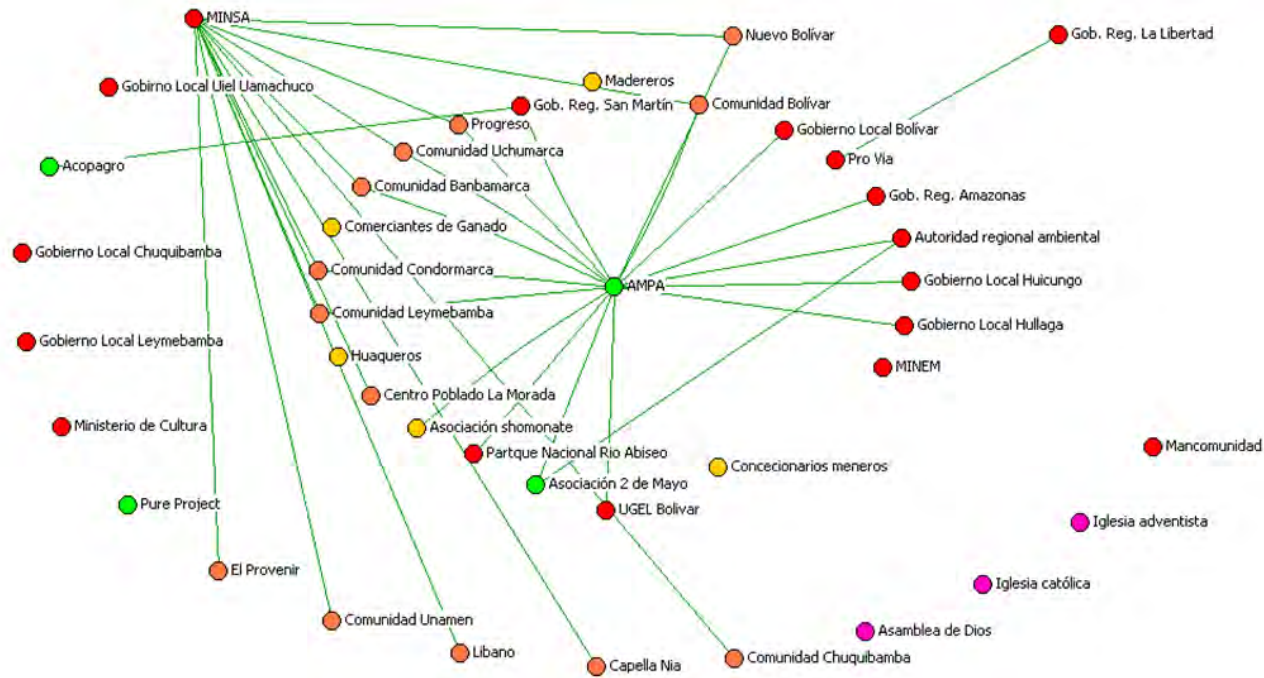 MINSA
Nuevo Bolívar
Gob. Reg. La Libertad
Gobirno Local Uiel Uamachuco
Madereros
Gob. Reg. San Martín
Comunidad Bolívar
Progreso
Gobierno Local Bolívar
Comunidad Uchumarca
Pro Via
Acopagro
Comunidad Banbamarca
Gob. Reg. Amazonas
Comerciantes de Ganado
Autoridad regional ambiental
Gobierno Local Chuquibamba
Comunidad Condormarca
AMPA
Gobierno Local Huicungo
Comunidad Leymebamba
Gobierno Local Hullaga
Gobierno Local Leymebamba
Huaqueros
MINEM
Centro Poblado La Morada
Ministerio de Cultura
Asociación shomonate
Mancomunidad
Partque Nacional Rio Abiseo
Concecionarios meneros
Asociación 2 de Mayo
Pure Project
UGEL Bolivar
Iglesia adventista
El Provenir
Iglesia católica
Comunidad Unamen
Asamblea de Dios
Libano
Comunidad Chuquibamba
Capella Nia